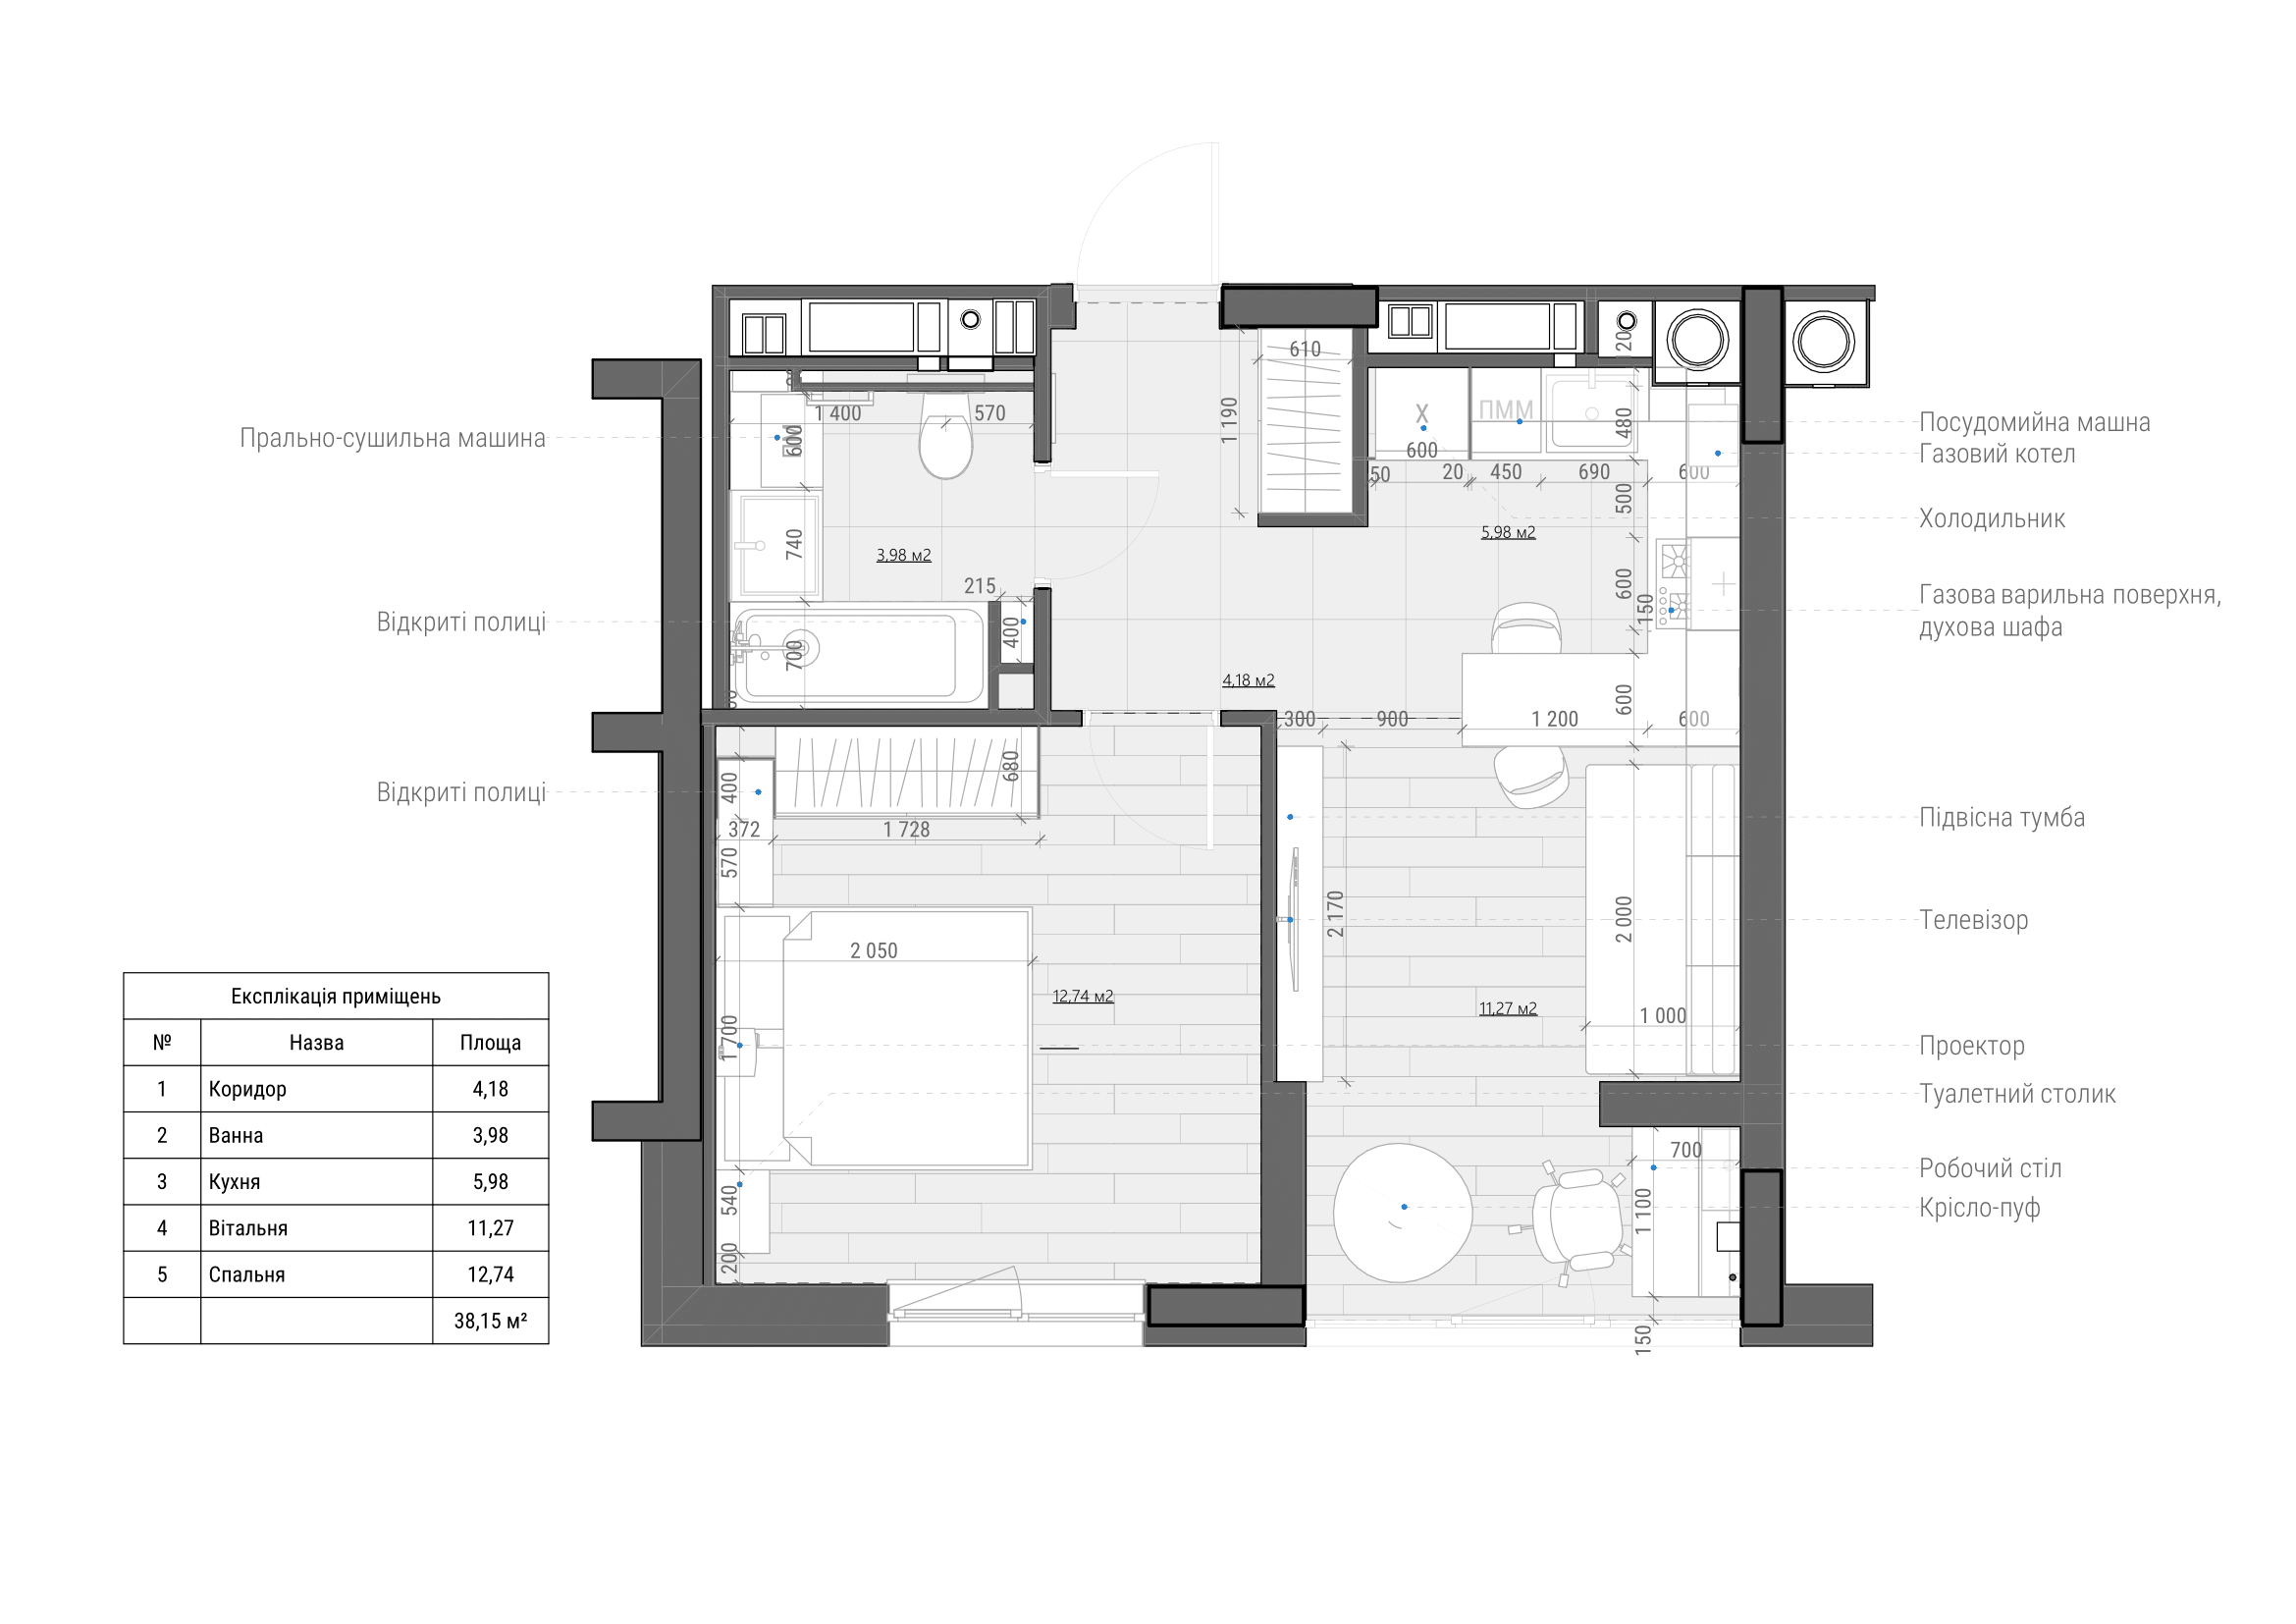 610
1 190
1 400
570
600
740
700
215
400
3,98 м2
X
ПММ
600
50
20
450
690
600
120
480
500
600
150
600
5,98 м2
4,18 м2
300
900
1 200
600
680
400
372
1 728
570
2 050
1 700
12,74 м2
540
200
2 170
2 000
1 000
11,27 м2
700
1 100
150
Прально-сушильна машина
Відкриті полиці
Відкриті полиці
Посудомийна машна
Газовий котел
Холодильник
Газова варильна поверхня,
духова шафа
Підвісна тумба
Телевізор
Проектор
Туалетний столик
Робочий стіл
Крісло-пуф
Експлікація приміщень
№ Назва Площа
1 Коридор 4,18
2 Ванна 3,98
3 Кухня 5,98
4 Вітальня 11,27
5 Спальня 12,74
38,15 м²